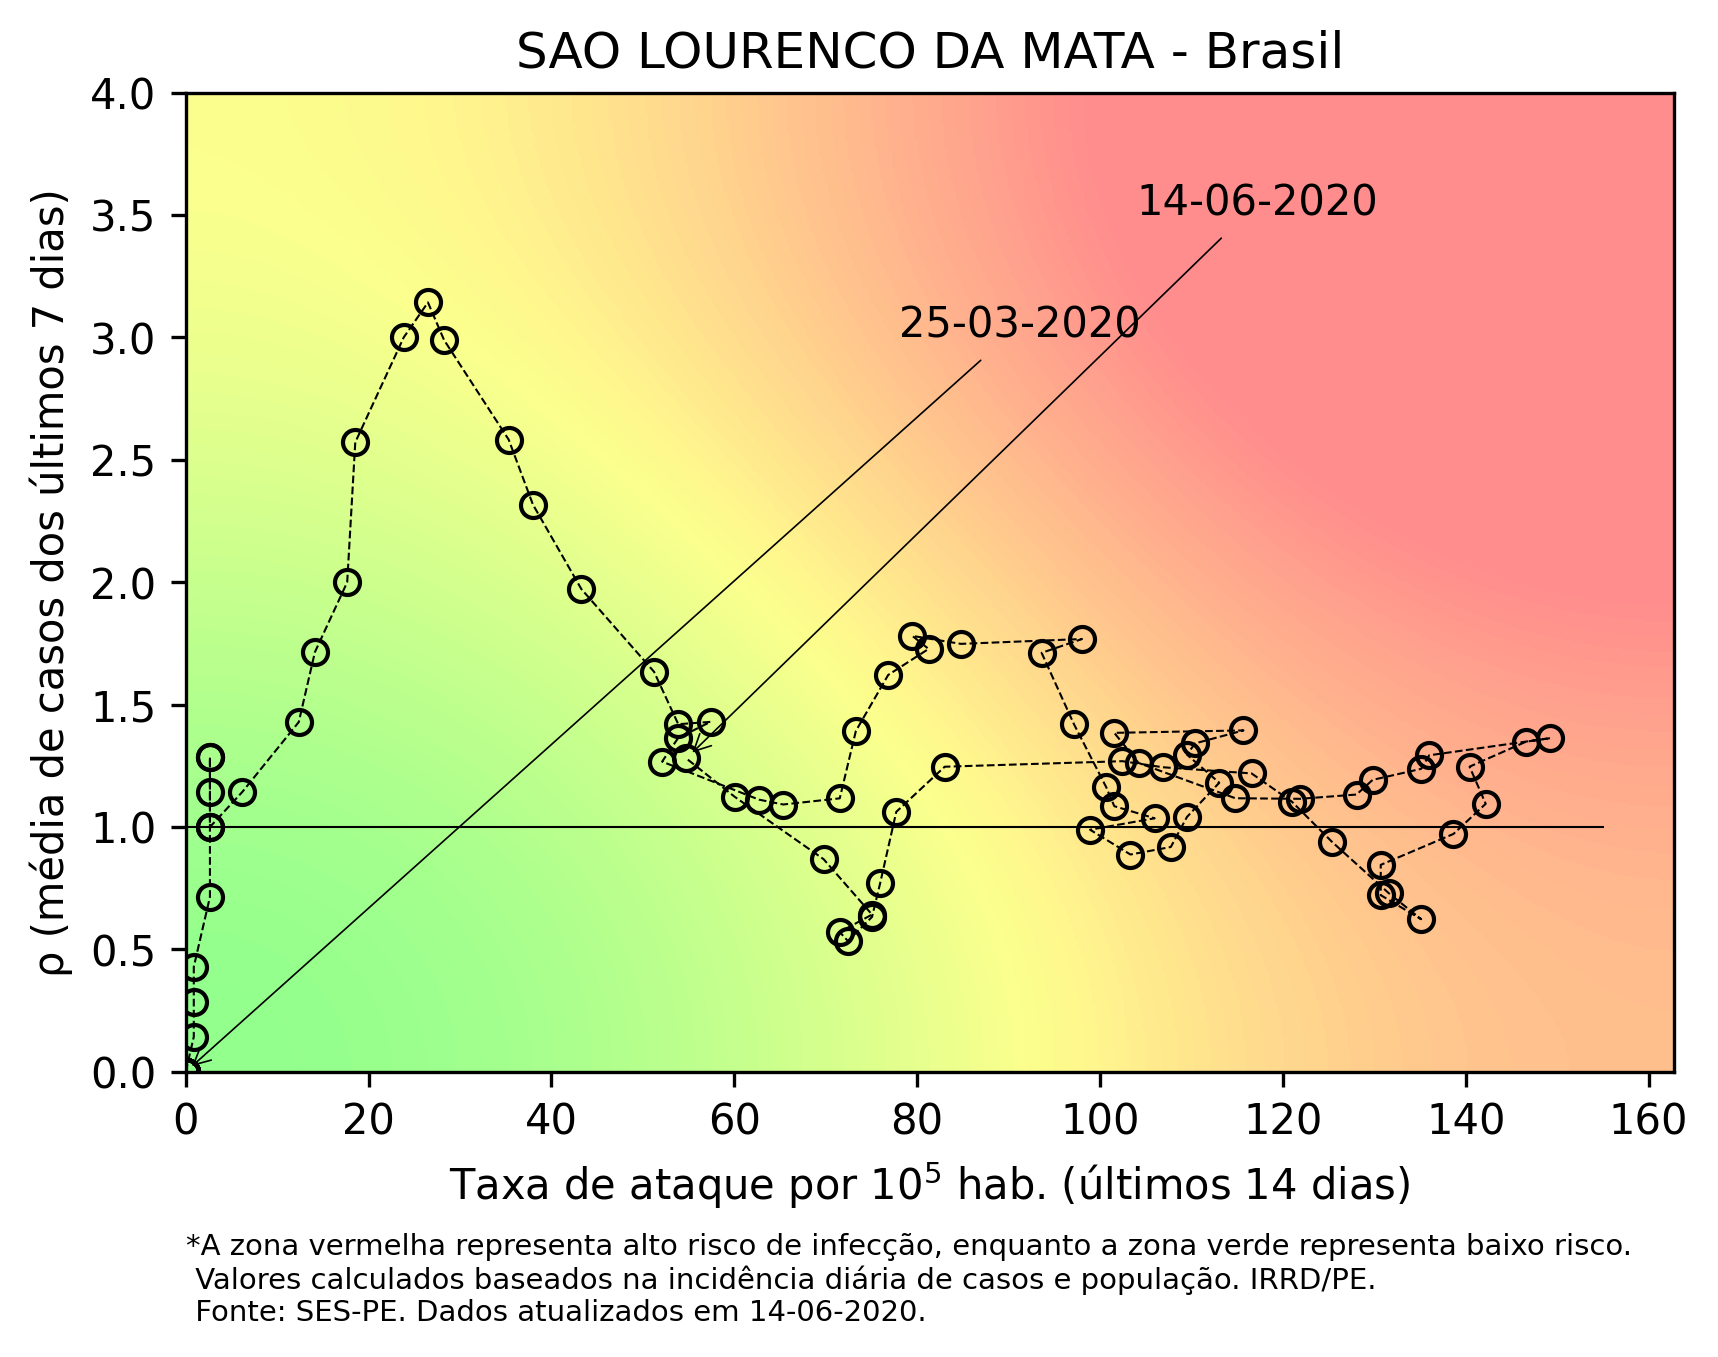 SAO LOURENCO DA MATA - Brasil
4.0
3.5
3.0
2.5
2.0
1.5
1.0
0.5
0.0
ρ (média de casos dos últimos 7 dias)
14-06-2020
25-03-2020
0 20 40 60 80 100 120 140 160
Taxa de ataque por 10⁵ hab. (últimos 14 dias)
*A zona vermelha representa alto risco de infecção, enquanto a zona verde representa baixo risco.
Valores calculados baseados na incidência diária de casos e população. IRRD/PE.
Fonte: SES-PE. Dados atualizados em 14-06-2020.